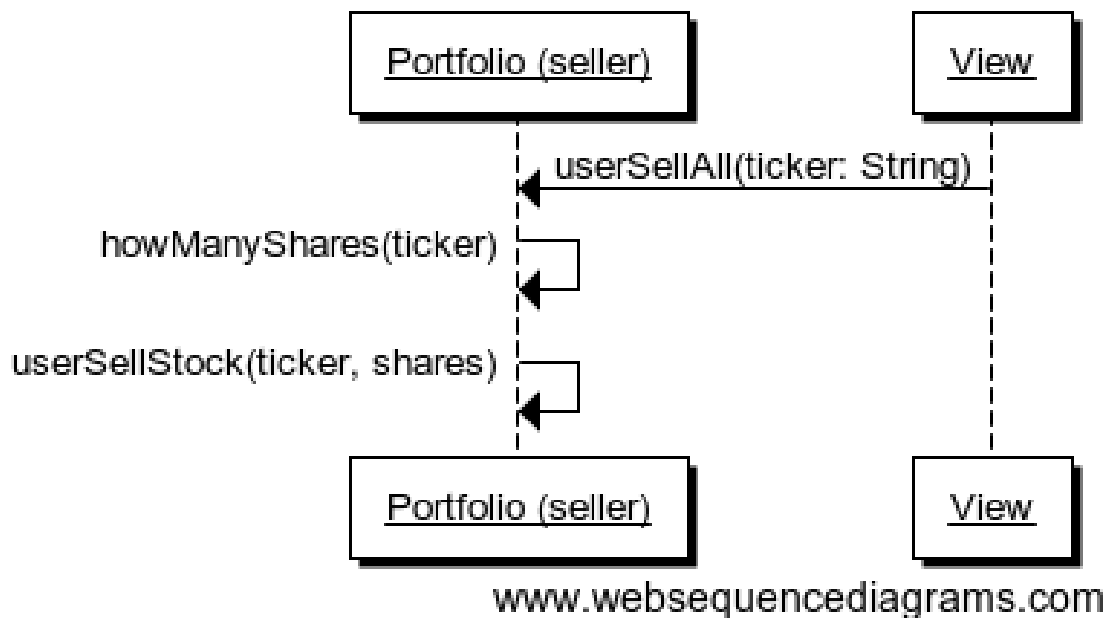 Portfolio (seller) View
userSellAll(ticker: String)
howManyShares(ticker)
userSellStock(ticker, shares)
Portfolio (seller) View
www.websequencediagrams.com